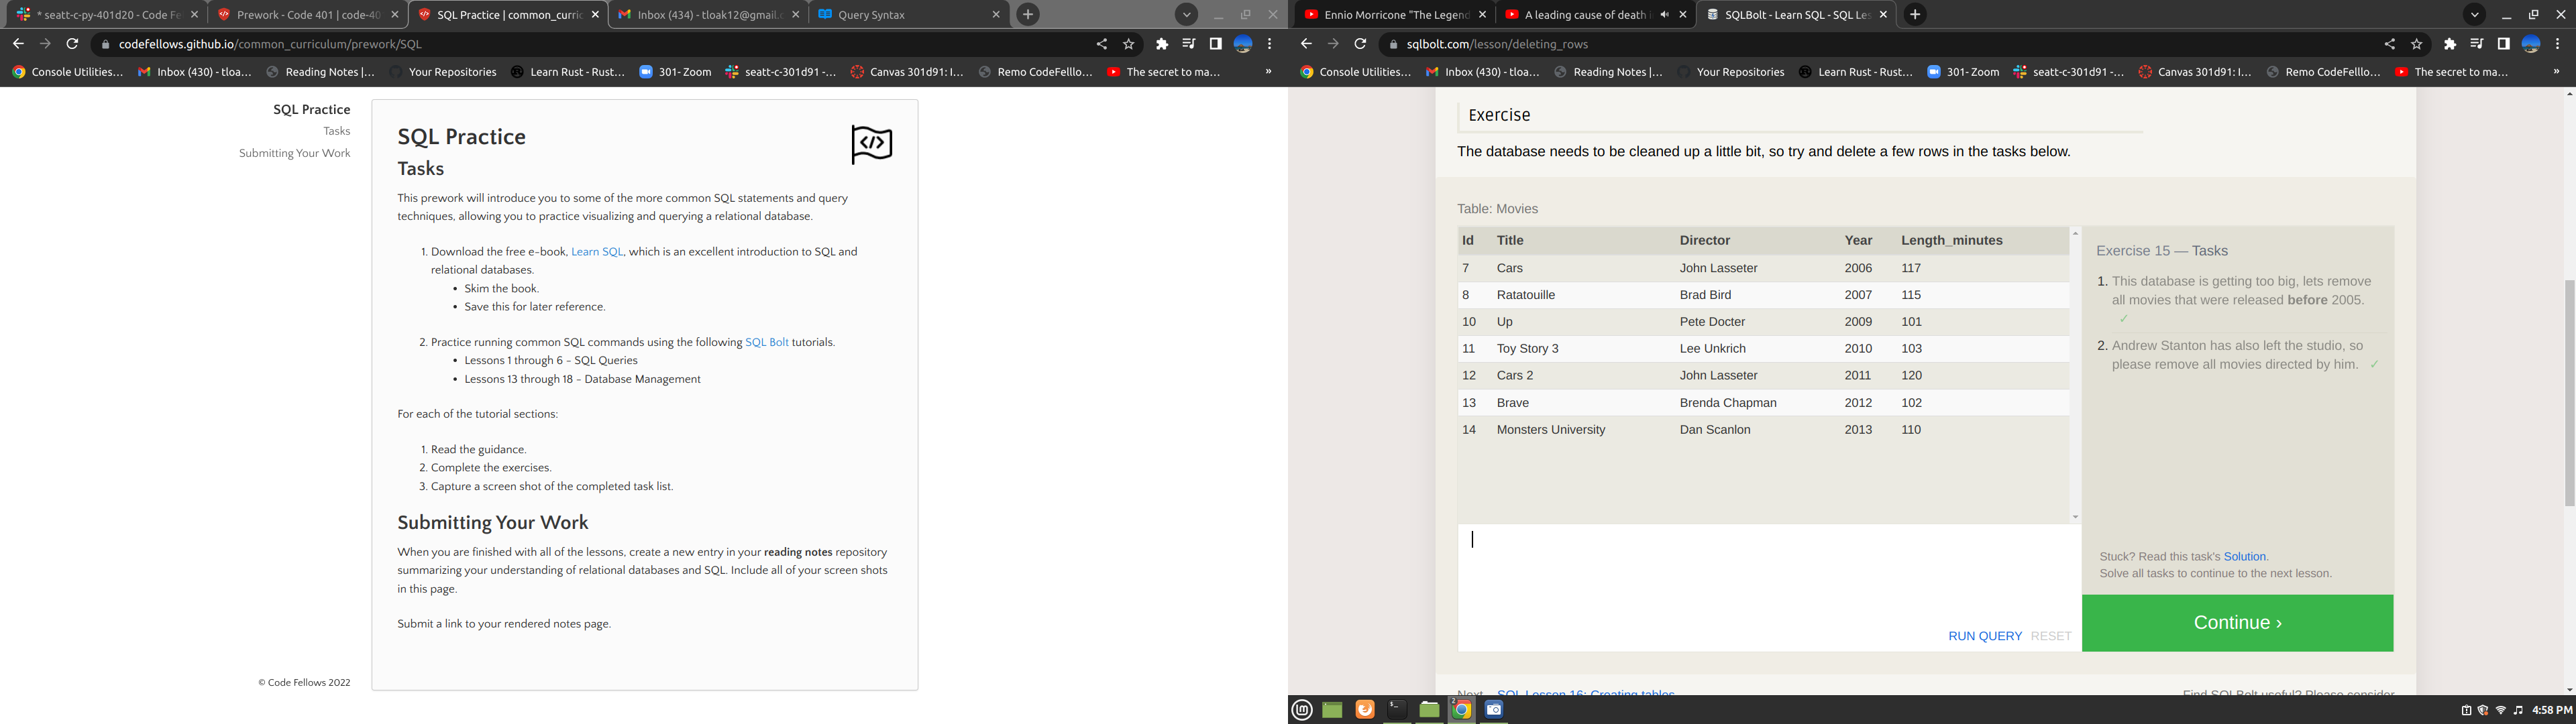 * seatt-c-py-401d20 - Code Fe
Prework - Code 401 | code-40
SQL Practice | common_curric
Inbox (434) - tloak12@gmail.c
Query Syntax
codefellows.github.io/common_curriculum/prework/SQL
Console Utilities...
Inbox (430) - tloa...
Reading Notes |...
Your Repositories
Learn Rust - Rust...
301- Zoom
seatt-c-301d91 -...
Canvas 301d91: I...
Remo CodeFelllo...
The secret to ma...
»
SQL Practice
Tasks
Submitting Your Work
SQL Practice
</>
Tasks
This prework will introduce you to some of the more common SQL statements and query
techniques, allowing you to practice visualizing and querying a relational database.
1. Download the free e-book, Learn SQL, which is an excellent introduction to SQL and
relational databases.
• Skim the book.
• Save this for later reference.
2. Practice running common SQL commands using the following SQL Bolt tutorials.
• Lessons 1 through 6 - SQL Queries
• Lessons 13 through 18 - Database Management
For each of the tutorial sections:
1. Read the guidance.
2. Complete the exercises.
3. Capture a screen shot of the completed task list.
Submitting Your Work
When you are finished with all of the lessons, create a new entry in your reading notes repository
summarizing your understanding of relational databases and SQL. Include all of your screen shots
in this page.
Submit a link to your rendered notes page.
© Code Fellows 2022
Ennio Morricone "The Legend
A leading cause of death i
SQLBolt - Learn SQL - SQL Les
sqlbolt.com/lesson/deleting_rows
Console Utilities...
Inbox (430) - tloa...
Reading Notes |...
Your Repositories
Learn Rust - Rust...
301- Zoom
seatt-c-301d91 -...
Canvas 301d91: I...
Remo CodeFelllo...
The secret to ma...
»
Exercise
The database needs to be cleaned up a little bit, so try and delete a few rows in the tasks below.
Table: Movies
Id Title Director Year Length_minutes
7 Cars John Lasseter 2006 117
8 Ratatouille Brad Bird 2007 115
10 Up Pete Docter 2009 101
11 Toy Story 3 Lee Unkrich 2010 103
12 Cars 2 John Lasseter 2011 120
13 Brave Brenda Chapman 2012 102
14 Monsters University Dan Scanlon 2013 110
RUN QUERY RESET
Exercise 15 — Tasks
1. This database is getting too big, lets remove
all movies that were released before 2005.
✓
2. Andrew Stanton has also left the studio, so
please remove all movies directed by him. ✓
Stuck? Read this task's Solution.
Solve all tasks to continue to the next lesson.
Continue ›
Next SQL Lesson 16: Creating tables
Find SQLBolt useful? Please consider
2
4:58 PM